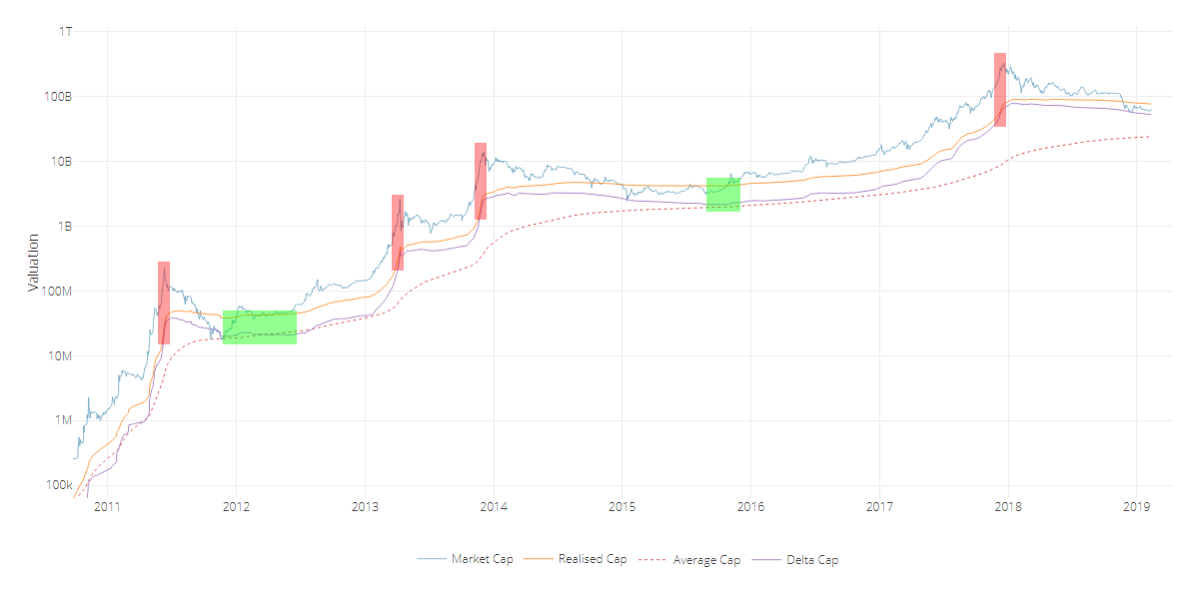 1T
100B
10B
1B
100M
10M
1M
100k
Valuation
2011 2012 2013 2014 2015 2016 2017 2018 2019
Market Cap Realised Cap Average Cap Delta Cap